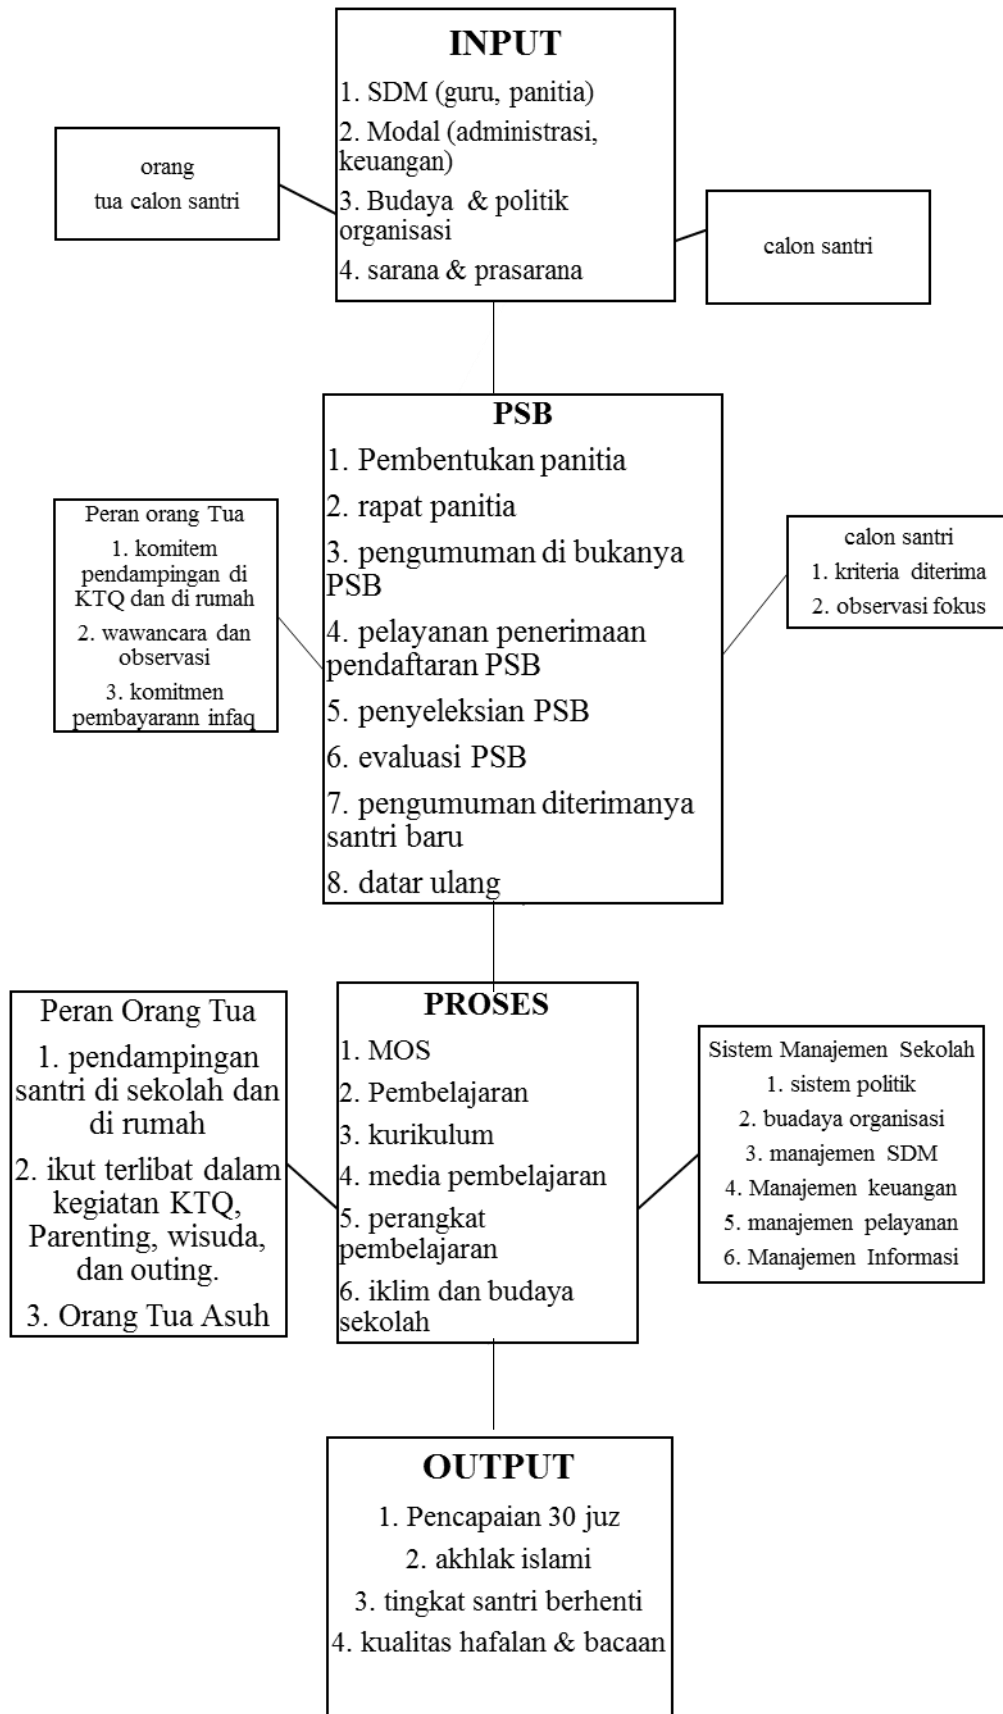 INPUT
1. SDM (guru, panitia)
2. Modal (administrasi,
keuangan)
3. Budaya & politik
organisasi
4. sarana & prasarana
orang
tua calon santri
calon santri
PSB
1. Pembentukan panitia
2. rapat panitia
3. pengumuman di bukanya
PSB
4. pelayanan penerimaan
pendaftaran PSB
5. penyeleksian PSB
6. evaluasi PSB
7. pengumuman diterimanya
santri baru
8. datar ulang
Peran orang Tua
1. komitem
pendampingan di
KTQ dan di rumah
2. wawancara dan
observasi
3. komitmen
pembayarann infaq
calon santri
1. kriteria diterima
2. observasi fokus
PROSES
1. MOS
2. Pembelajaran
3. kurikulum
4. media pembelajaran
5. perangkat
pembelajaran
6. iklim dan budaya
sekolah
Peran Orang Tua
1. pendampingan
santri di sekolah dan
di rumah
2. ikut terlibat dalam
kegiatan KTQ,
Parenting, wisuda,
dan outing.
3. Orang Tua Asuh
Sistem Manajemen Sekolah
1. sistem politik
2. buadaya organisasi
3. manajemen SDM
4. Manajemen keuangan
5. manajemen pelayanan
6. Manajemen Informasi
OUTPUT
1. Pencapaian 30 juz
2. akhlak islami
3. tingkat santri berhenti
4. kualitas hafalan & bacaan